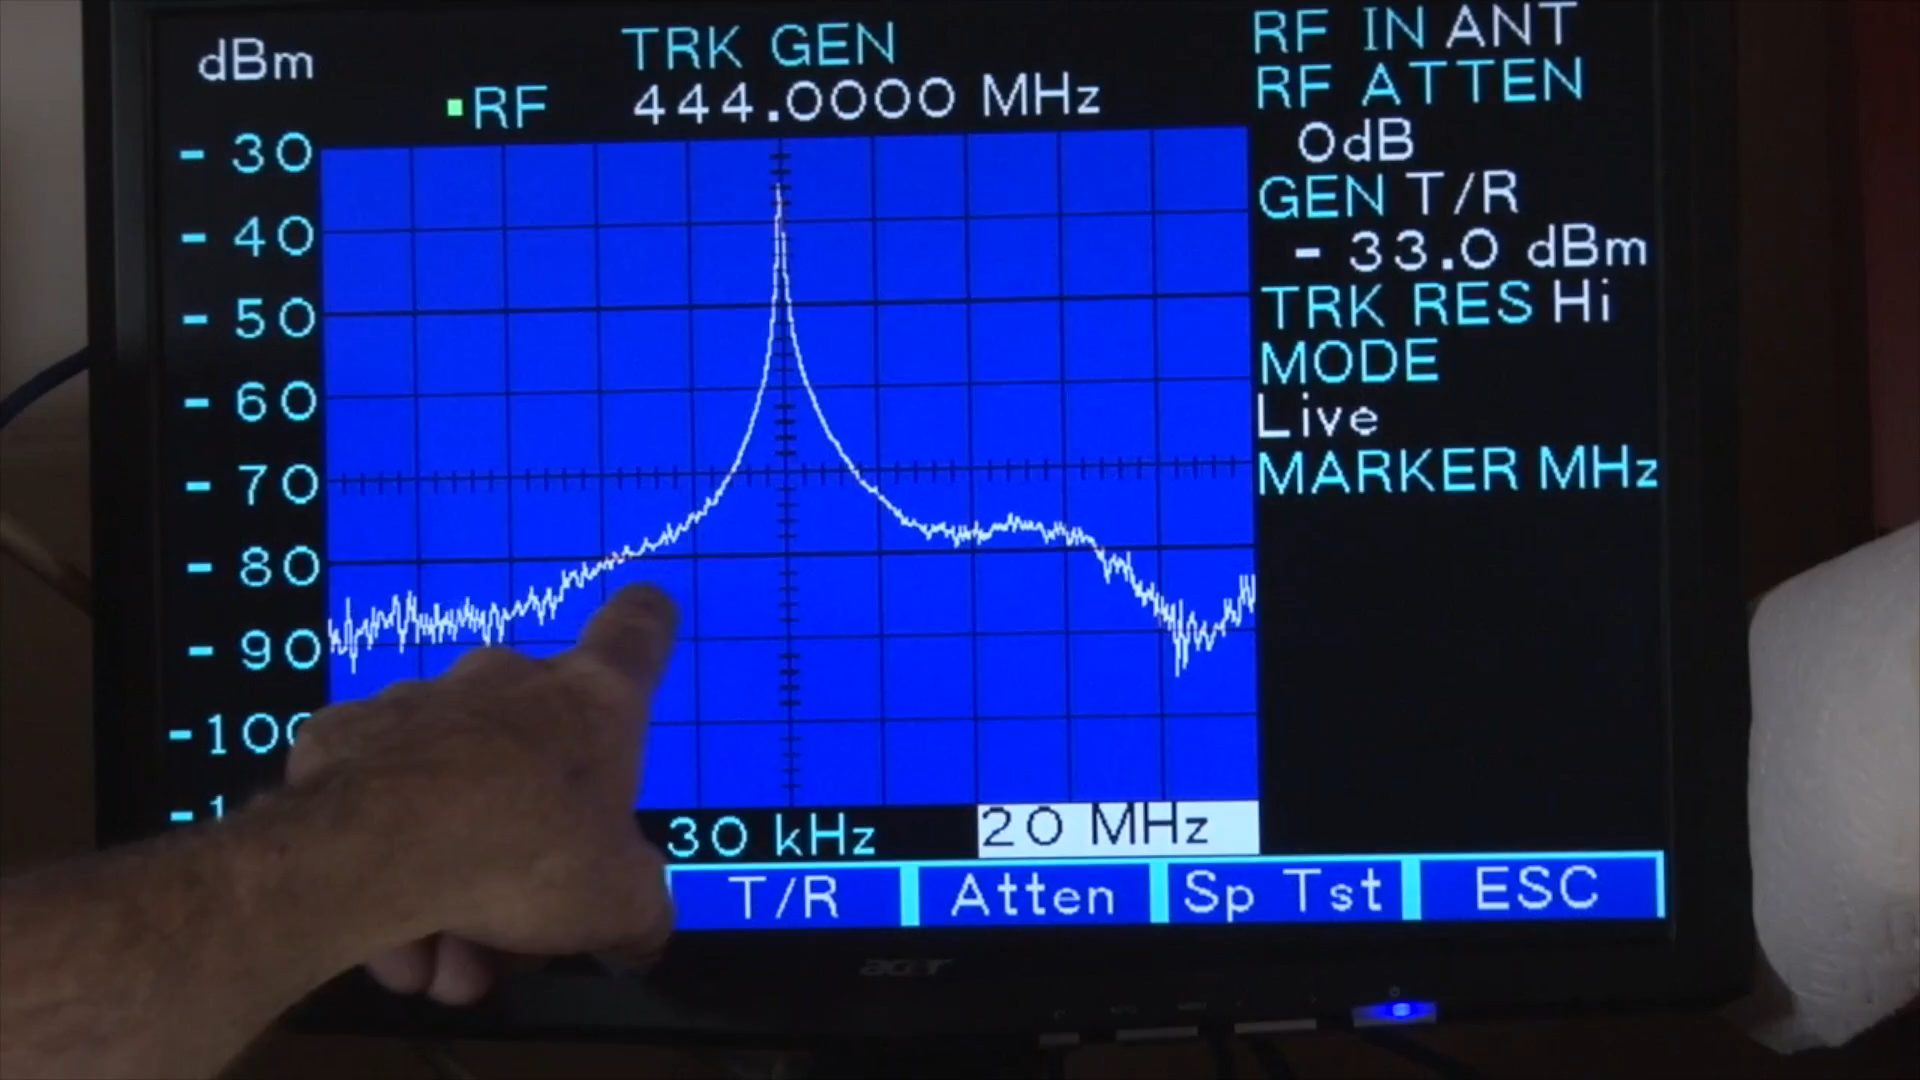 dBm
TRK GEN
RF 444.0000 MHz
RF IN ANT
RF ATTEN
0dB
GEN T/R
- 33.0 dBm
TRK RES Hi
MODE
Live
MARKER MHz
- 30
- 40
- 50
- 60
- 70
- 80
- 90
-100
30 kHz
20 MHz
T/R
Atten
Sp Tst
ESC
acer